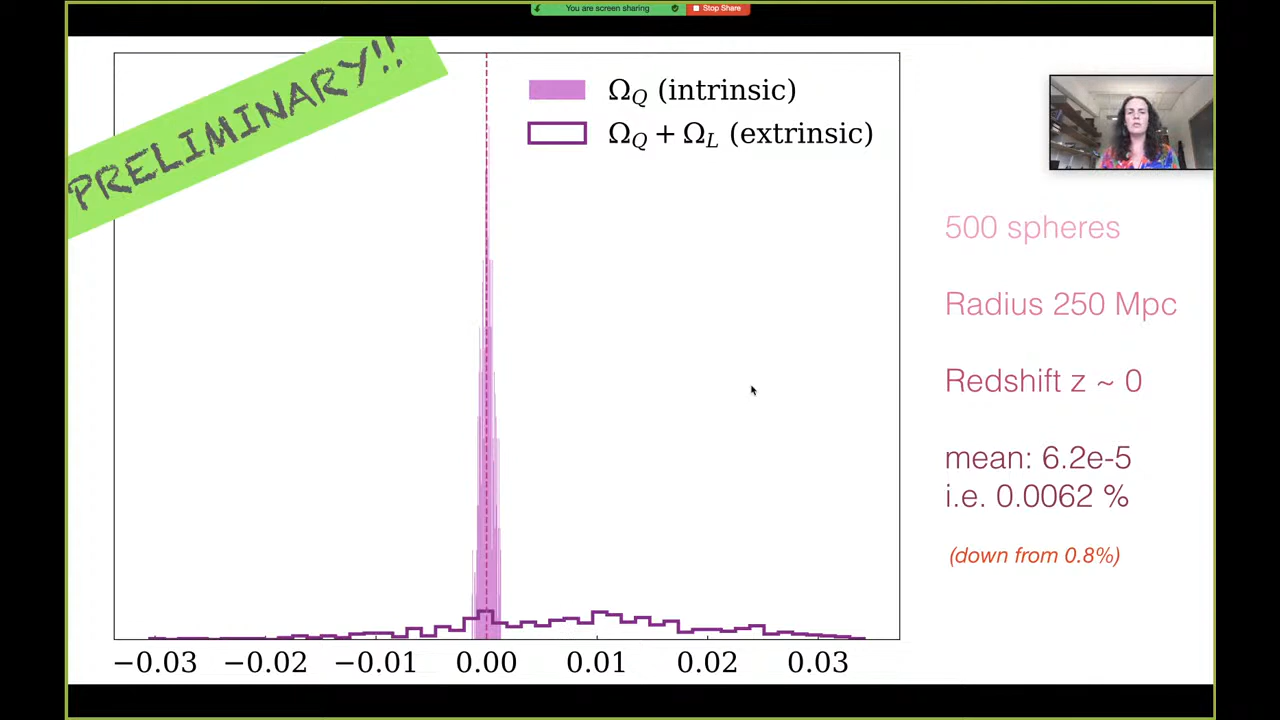 You are screen sharing
Stop Share
PRELIMINARY!!
Ω_Q (intrinsic)
Ω_Q + Ω_L (extrinsic)
500 spheres
Radius 250 Mpc
Redshift z ~ 0
mean: 6.2e-5
i.e. 0.0062 %
(down from 0.8%)
−0.03 −0.02 −0.01 0.00 0.01 0.02 0.03